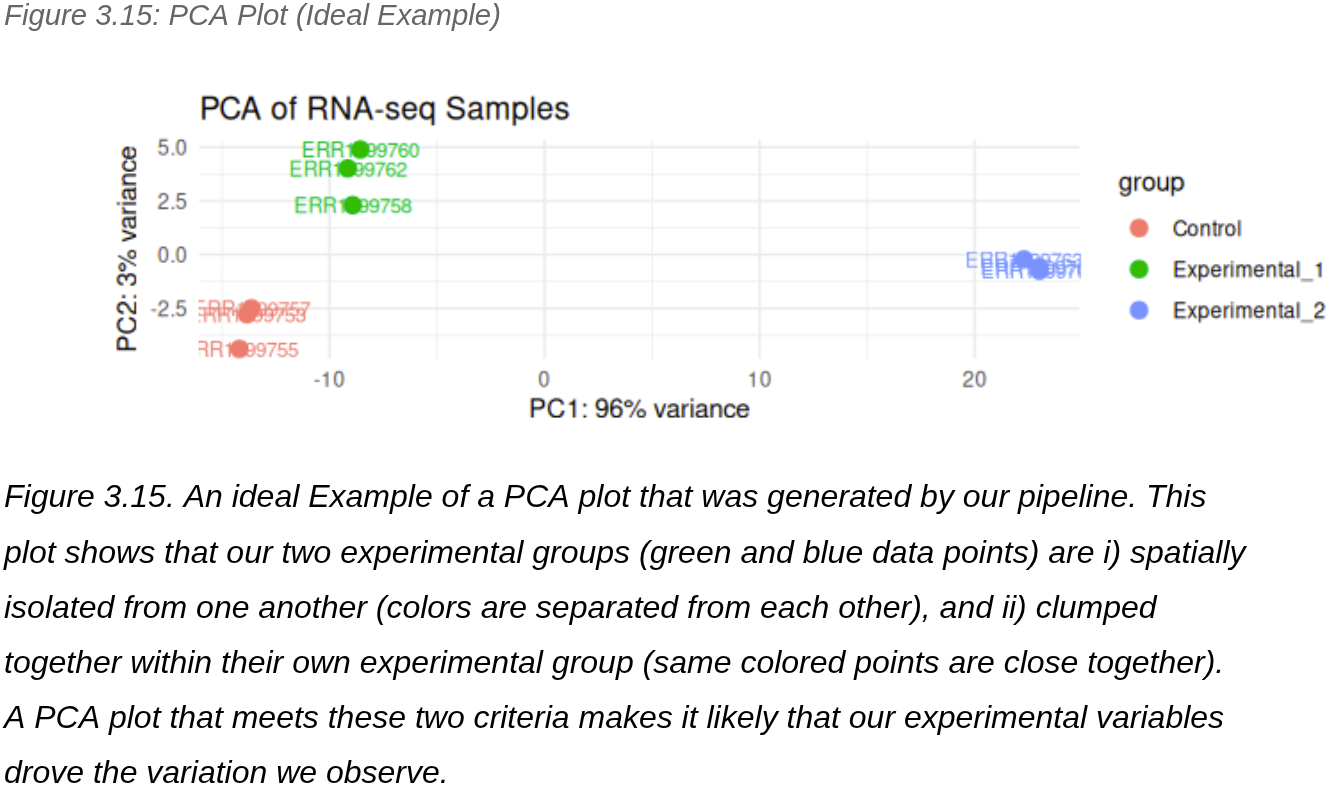 Figure 3.15: PCA Plot (Ideal Example)
PCA of RNA-seq Samples
PC2: 3% variance
5.0
2.5
0.0
-2.5
-10
0
10
20
PC1: 96% variance
group
Control
Experimental_1
Experimental_2
Figure 3.15. An ideal Example of a PCA plot that was generated by our pipeline. This
plot shows that our two experimental groups (green and blue data points) are i) spatially
isolated from one another (colors are separated from each other), and ii) clumped
together within their own experimental group (same colored points are close together).
A PCA plot that meets these two criteria makes it likely that our experimental variables
drove the variation we observe.